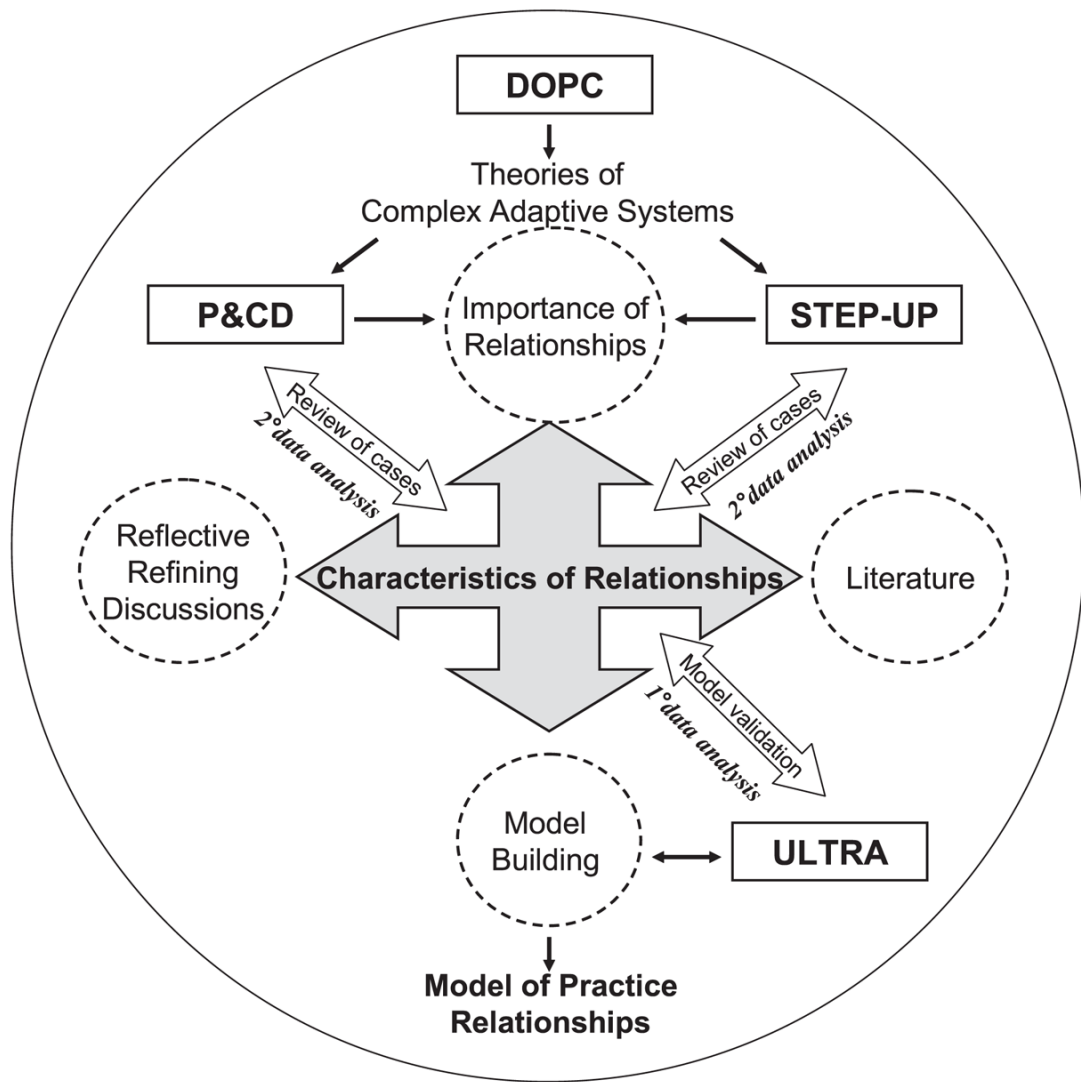 DOPC
Theories of
Complex Adaptive Systems
P&CD
Importance of
Relationships
STEP-UP
Review of cases
2°data analysis
Review of cases
2°data analysis
Reflective
Refining
Discussions
Characteristics of Relationships
Literature
Model validation
1°data analysis
Model
Building
ULTRA
Model of Practice
Relationships